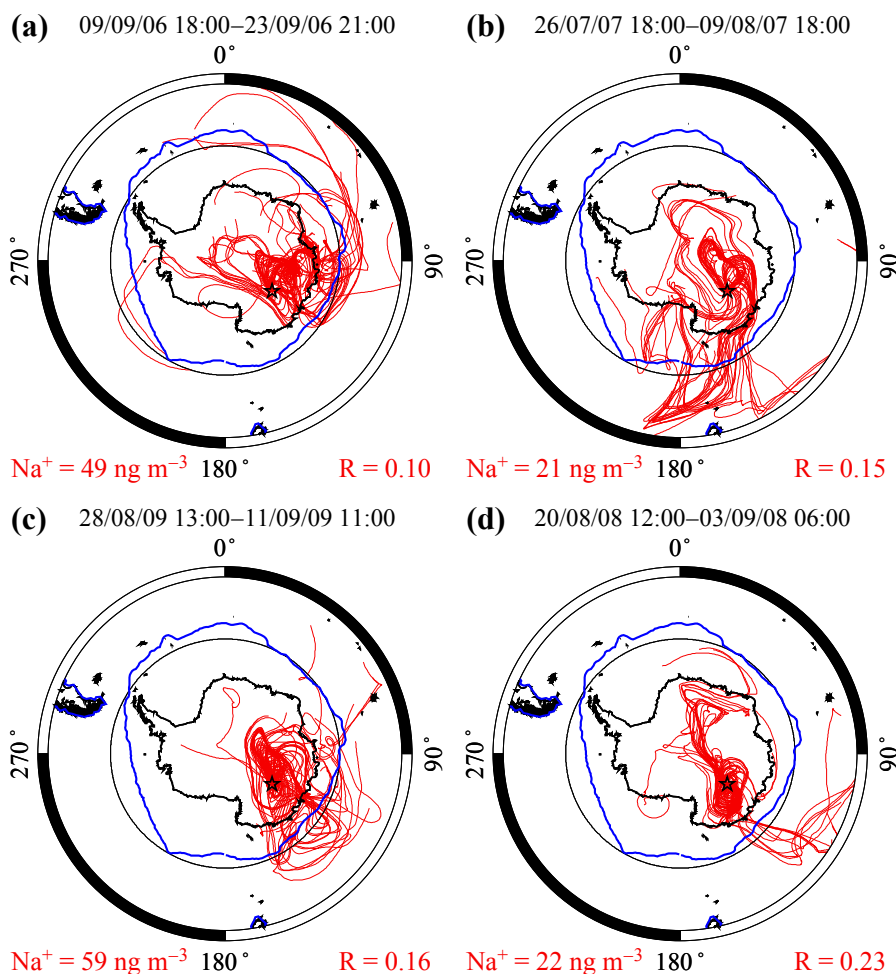 (a) 09/09/06 18:00−23/09/06 21:00
0°
270°
90°
Na⁺ = 49 ng m⁻³ 180° R = 0.10
(b) 26/07/07 18:00−09/08/07 18:00
0°
270°
90°
Na⁺ = 21 ng m⁻³ 180° R = 0.15
(c) 28/08/09 13:00−11/09/09 11:00
0°
270°
90°
Na⁺ = 59 ng m⁻³ 180° R = 0.16
(d) 20/08/08 12:00−03/09/08 06:00
0°
270°
90°
Na⁺ = 22 ng m⁻³ 180° R = 0.23